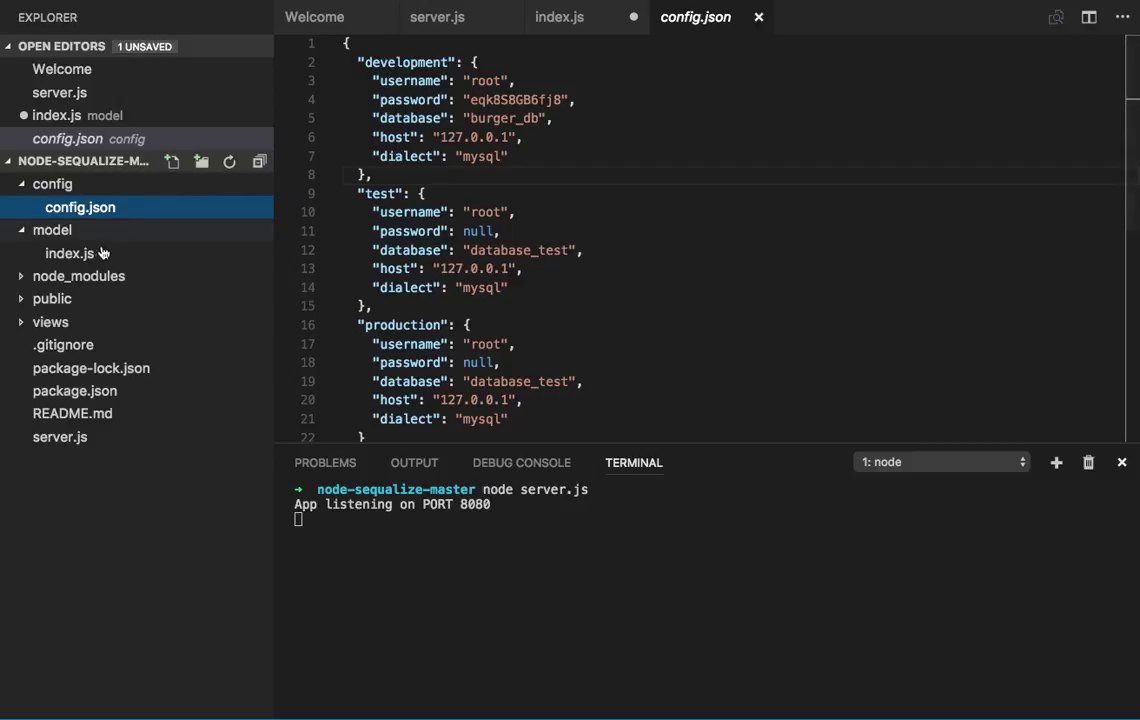 EXPLORER
OPEN EDITORS 1 UNSAVED
Welcome
server.js
index.js model
config.json config
NODE-SEQUALIZE-M...
config
config.json
model
index.js
node_modules
public
views
.gitignore
package-lock.json
package.json
README.md
server.js
Welcome server.js index.js config.json
1 {
2 "development": {
3 "username": "root",
4 "password": "eqk8S8GB6fj8",
5 "database": "burger_db",
6 "host": "127.0.0.1",
7 "dialect": "mysql"
8 },
9 "test": {
10 "username": "root",
11 "password": null,
12 "database": "database_test",
13 "host": "127.0.0.1",
14 "dialect": "mysql"
15 },
16 "production": {
17 "username": "root",
18 "password": null,
19 "database": "database_test",
20 "host": "127.0.0.1",
21 "dialect": "mysql"
22 }
PROBLEMS OUTPUT DEBUG CONSOLE TERMINAL 1: node
→ node-sequalize-master node server.js
App listening on PORT 8080